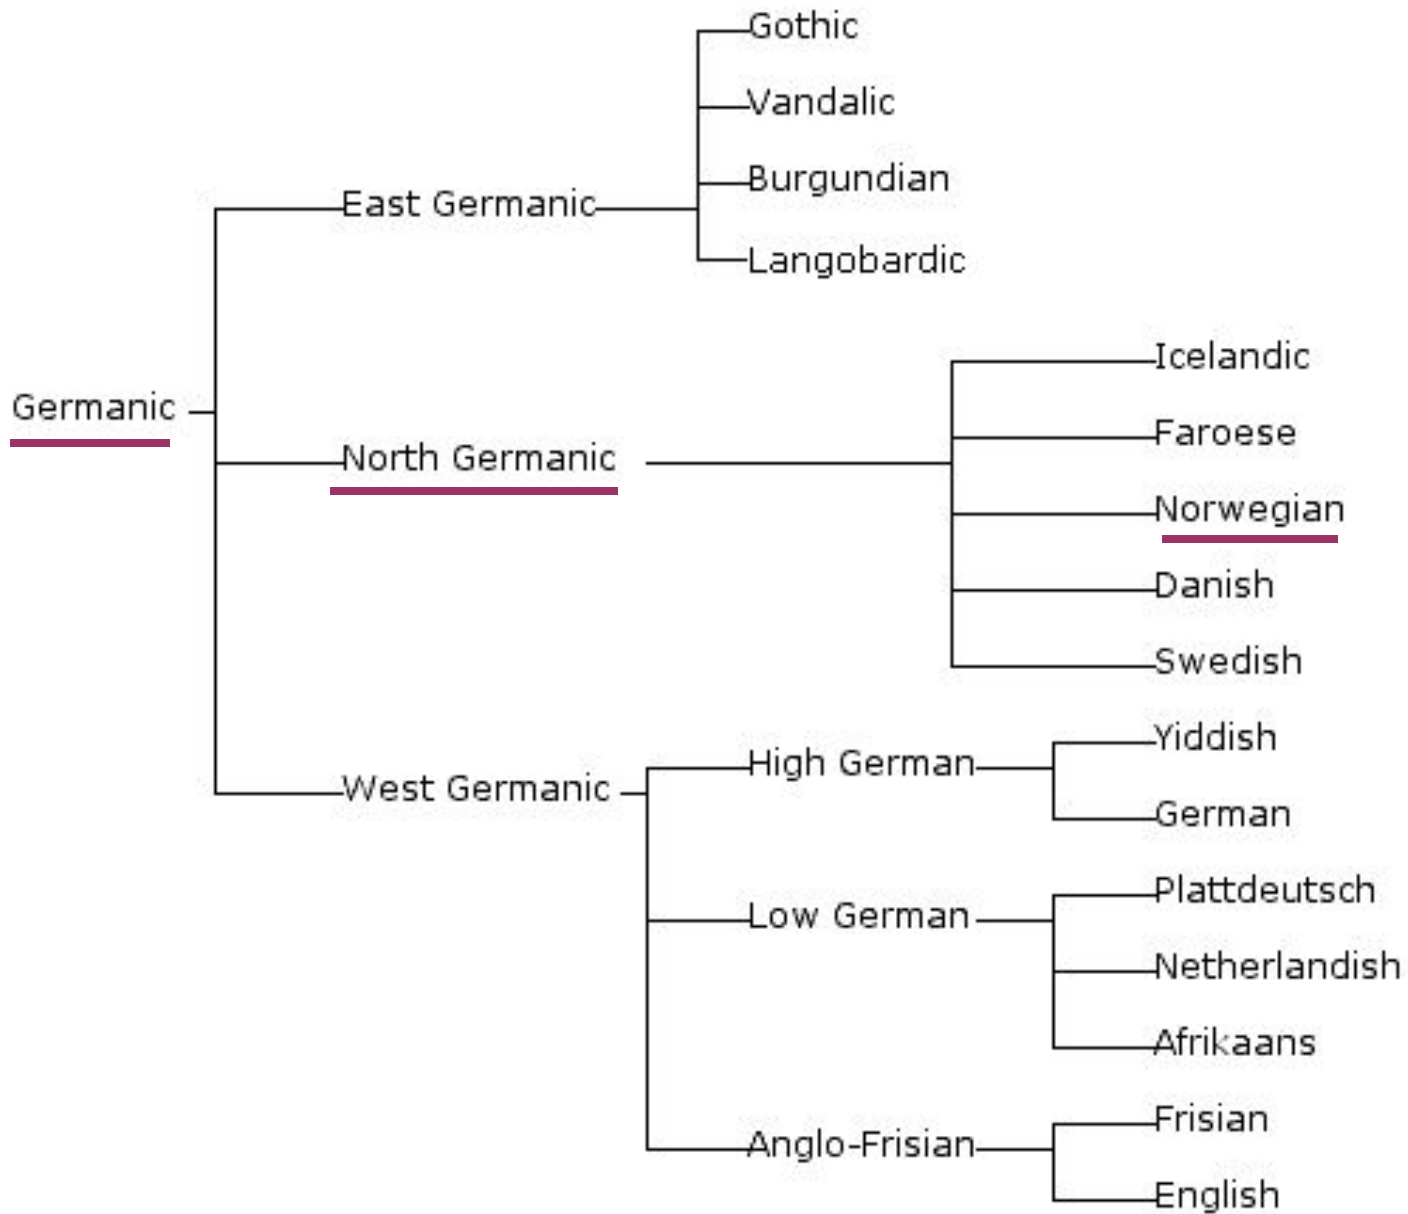 Gothic
Vandalic
Burgundian
East Germanic
Langobardic
Icelandic
Germanic
Faroese
North Germanic
Norwegian
Danish
Swedish
Yiddish
High German
West Germanic
German
Plattdeutsch
Low German
Netherlandish
Afrikaans
Frisian
Anglo-Frisian
English